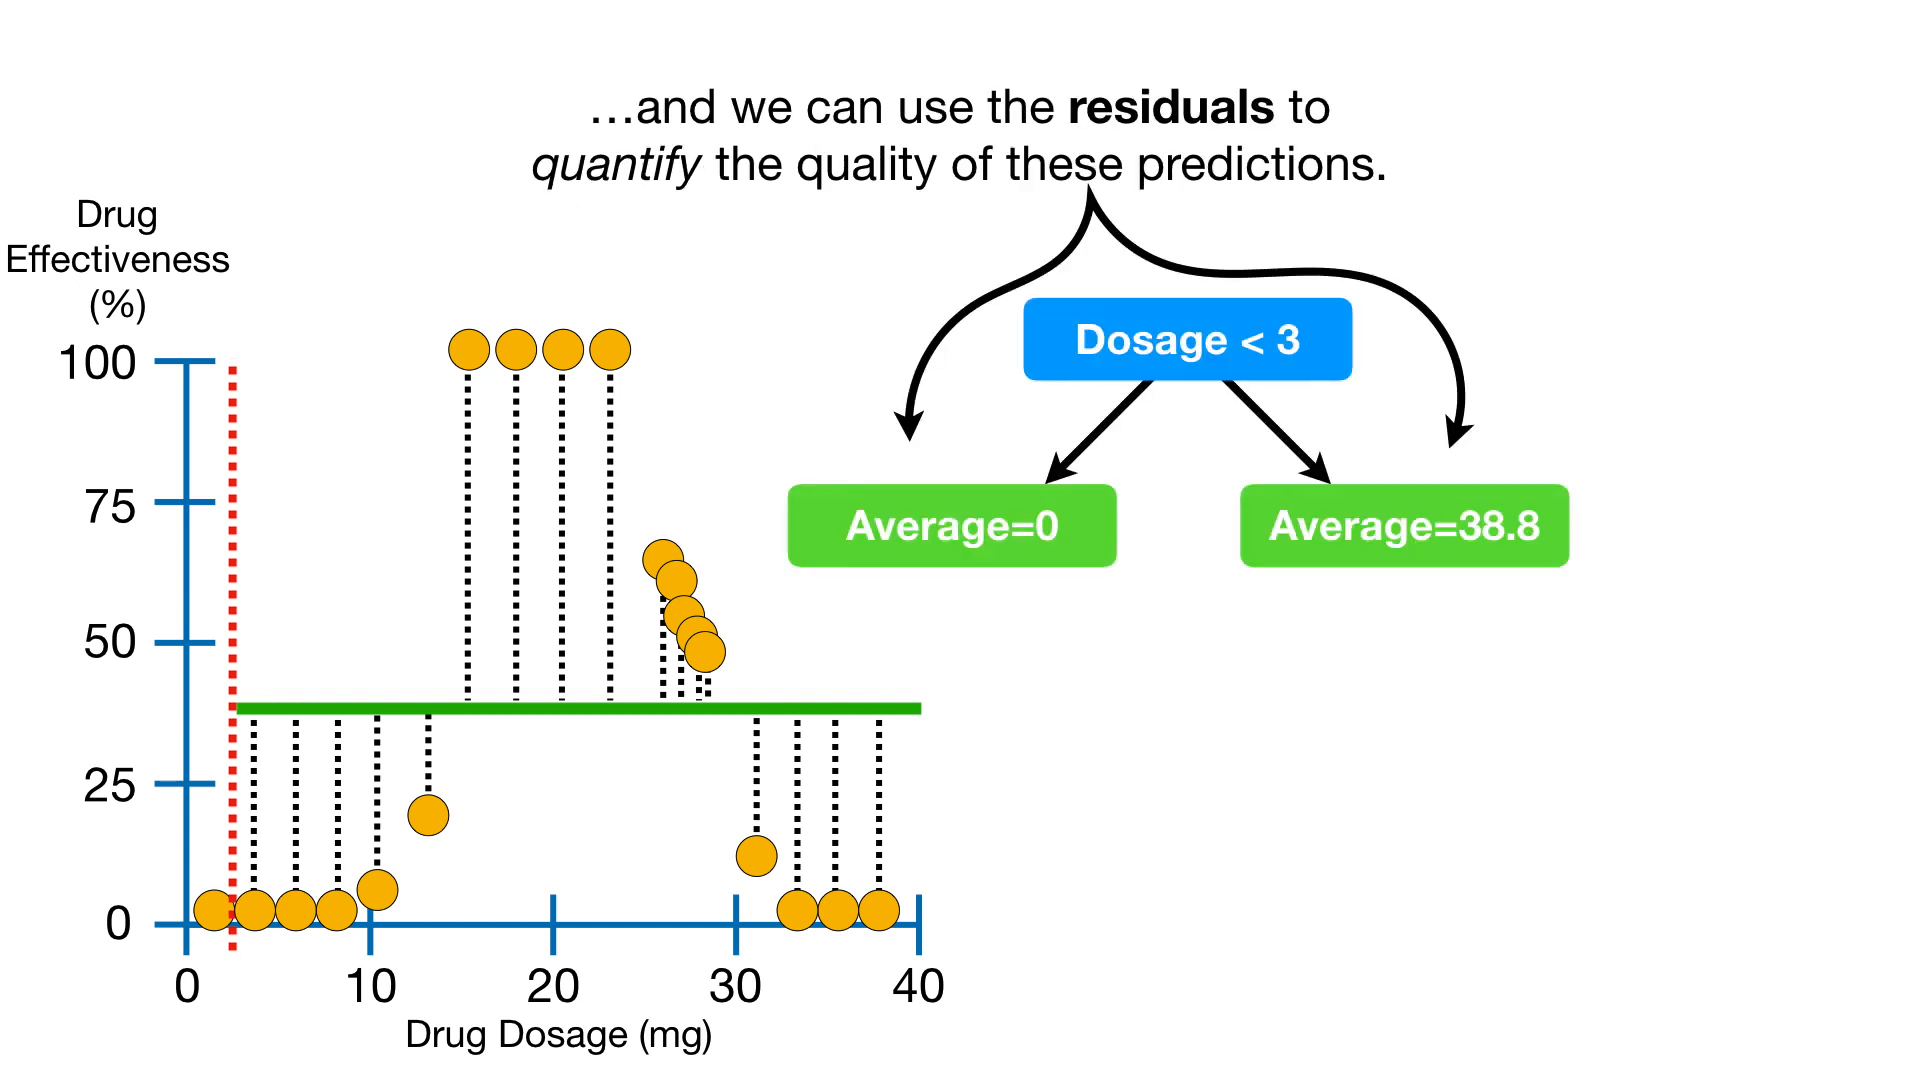 …and we can use the residuals to
quantify the quality of these predictions.
Drug
Effectiveness
(%)
100
75
50
25
0
0 10 20 30 40
Drug Dosage (mg)
Dosage < 3
Average=0
Average=38.8